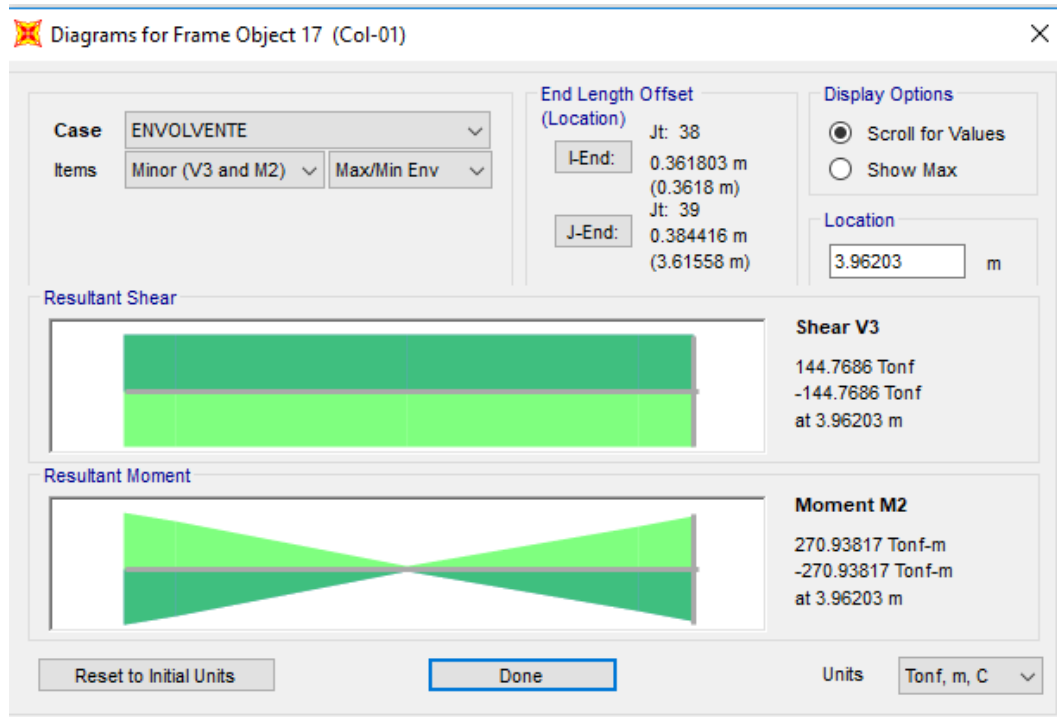 Diagrams for Frame Object 17 (Col-01)
Case ENVOLVENTE
Items Minor (V3 and M2) Max/Min Env
End Length Offset
(Location)
Jt: 38
I-End: 0.361803 m
(0.3618 m)
Jt: 39
J-End: 0.384416 m
(3.61558 m)
Display Options
Scroll for Values
Show Max
Location
3.96203 m
Resultant Shear
Shear V3
144.7686 Tonf
-144.7686 Tonf
at 3.96203 m
Resultant Moment
Moment M2
270.93817 Tonf-m
-270.93817 Tonf-m
at 3.96203 m
Reset to Initial Units
Done
Units Tonf, m, C